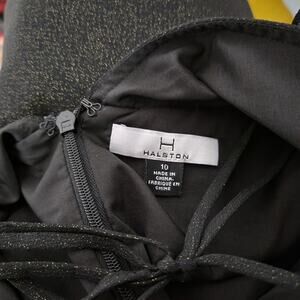 H
HALSTON
10
MADE IN
CHINA.
FABRIQUÉ EN
CHINE